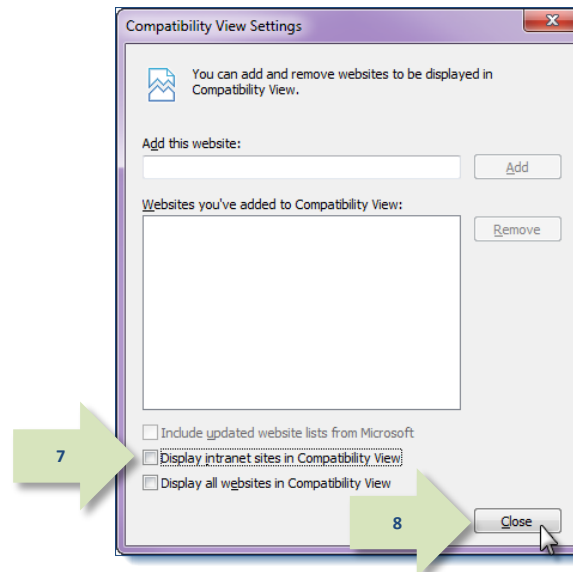 Compatibility View Settings
x
You can add and remove websites to be displayed in
Compatibility View.
Add this website:
Add
Websites you've added to Compatibility View:
Remove
Include updated website lists from Microsoft
7
Display intranet sites in Compatibility View
Display all websites in Compatibility View
8
Close